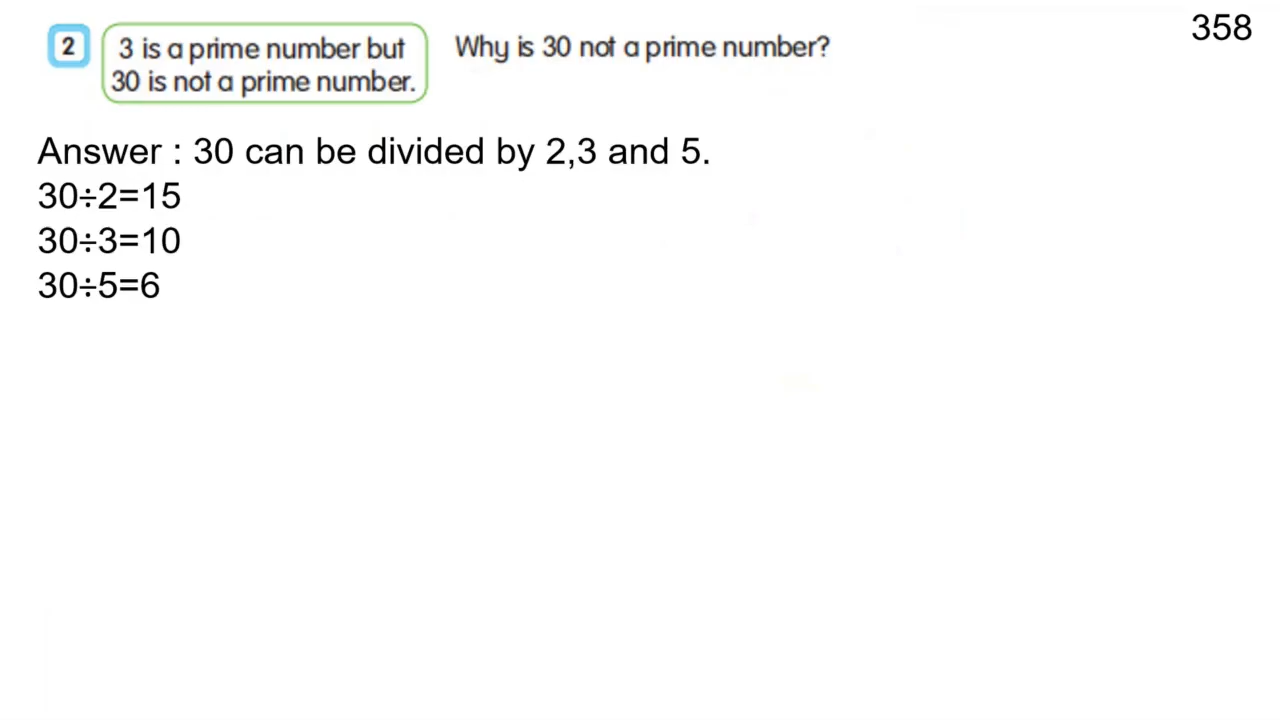 358
2
3 is a prime number but
30 is not a prime number.
Why is 30 not a prime number?
Answer : 30 can be divided by 2,3 and 5.
30÷2=15
30÷3=10
30÷5=6